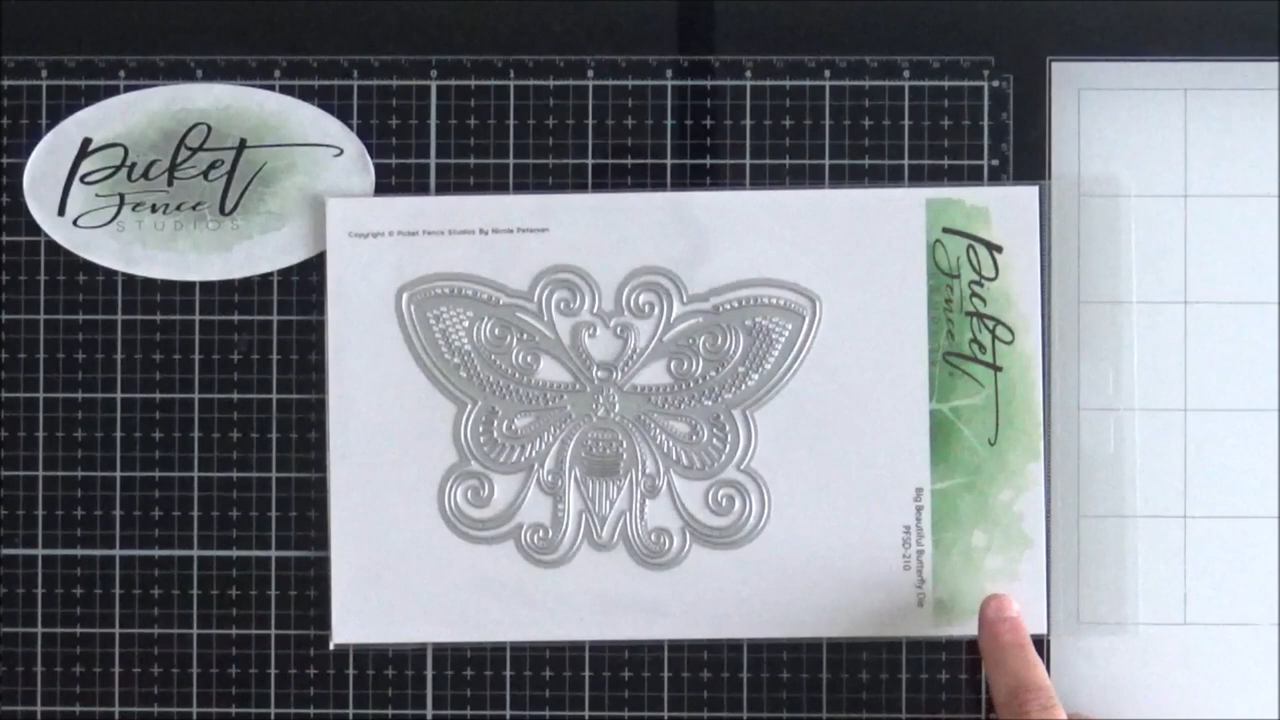 Picket
Fence
STUDIOS
Copyright © Picket Fence Studios By Nicole Petersen
Picket
Fence
Big Beautiful Butterfly Die
PFSD-210